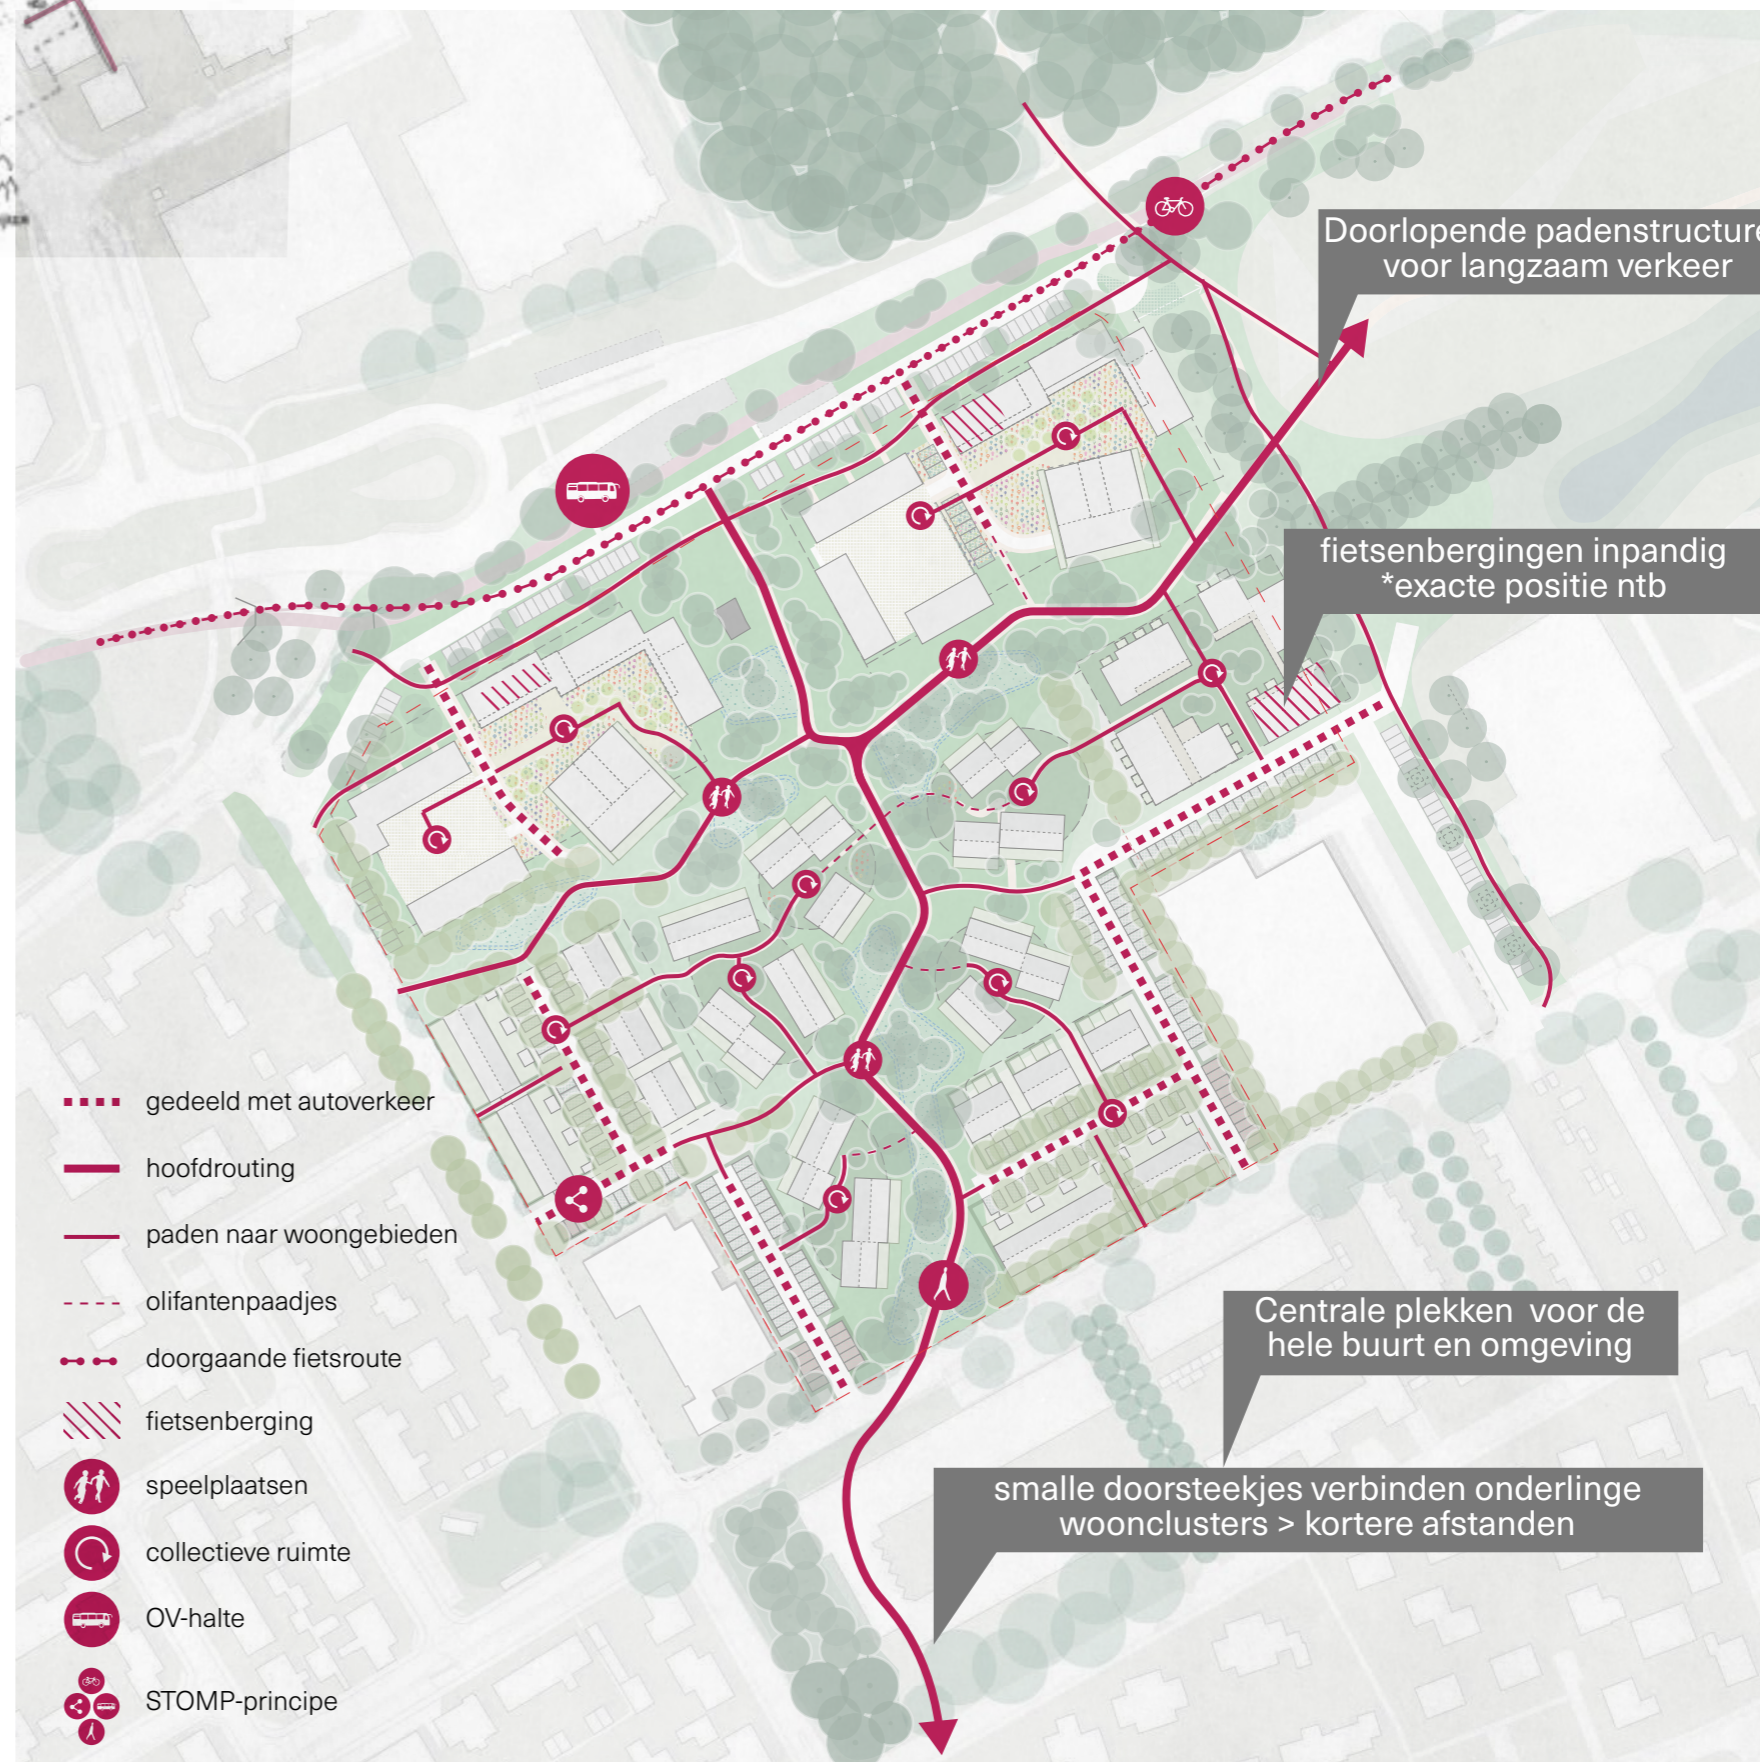 Doorlopende padenstructure
voor langzaam verkeer
fietsenbergingen inpandig
*exacte positie ntb
gedeeld met autoverkeer
hoofdrouting
paden naar woongebieden
olifantenpaadjes
doorgaande fietsroute
fietsenberging
speelplaatsen
collectieve ruimte
OV-halte
STOMP-principe
Centrale plekken voor de
hele buurt en omgeving
smalle doorsteekjes verbinden onderlinge
woonclusters > kortere afstanden